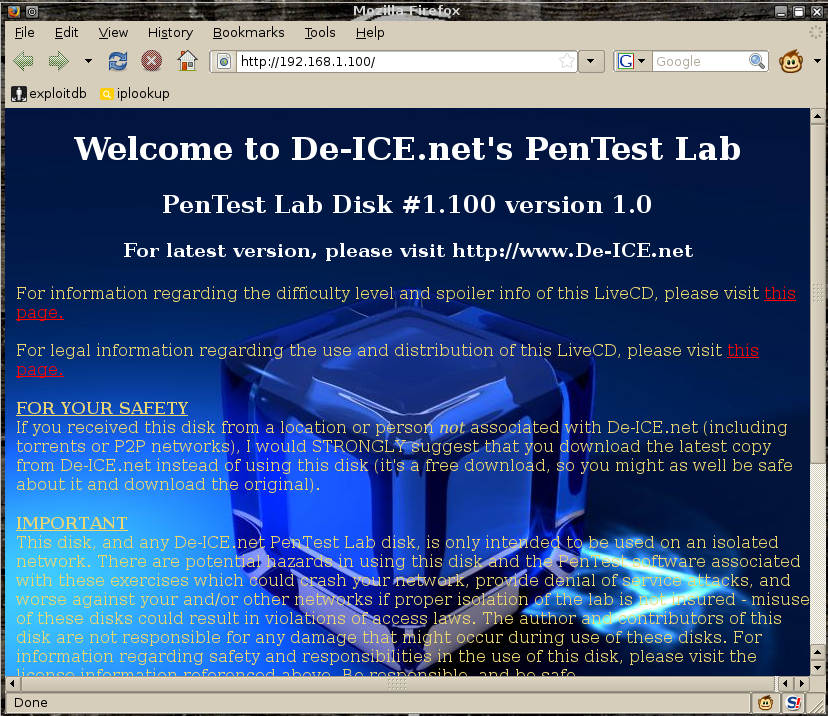 Mozilla Firefox
File Edit View History Bookmarks Tools Help
http://192.168.1.100/ G Google
exploitdb iplookup
Welcome to De-ICE.net's PenTest Lab
PenTest Lab Disk #1.100 version 1.0
For latest version, please visit http://www.De-ICE.net
For information regarding the difficulty level and spoiler info of this LiveCD, please visit this
page.
For legal information regarding the use and distribution of this LiveCD, please visit this
page.
FOR YOUR SAFETY
If you received this disk from a location or person not associated with De-ICE.net (including
torrents or P2P networks), I would STRONGLY suggest that you download the latest copy
from De-ICE.net instead of using this disk (it's a free download, so you might as well be safe
about it and download the original).
IMPORTANT
This disk, and any De-ICE.net PenTest Lab disk, is only intended to be used on an isolated
network. There are potential hazards in using this disk and the PenTest software associated
with these exercises which could crash your network, provide denial of service attacks, and
worse against your and/or other networks if proper isolation of the lab is not insured - misuse
of these disks could result in violations of access laws. The author and contributors of this
disk are not responsible for any damage that might occur during use of these disks. For
information regarding safety and responsibilities in the use of this disk, please visit the
license information referenced above. Be responsible, and be safe.
Done S!